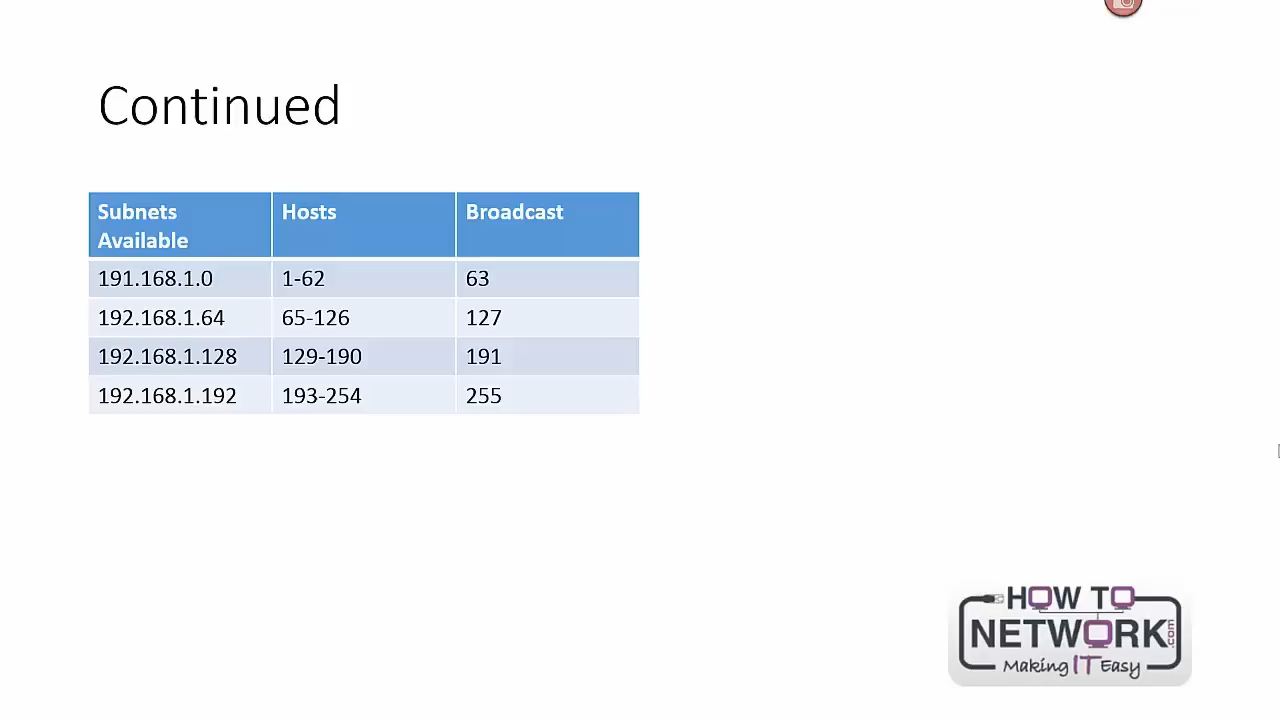 Continued
Subnets Available
Hosts
Broadcast
191.168.1.0
1-62
63
192.168.1.64
65-126
127
192.168.1.128
129-190
191
192.168.1.192
193-254
255
HOW TO
NETWORK.com
Making IT Easy